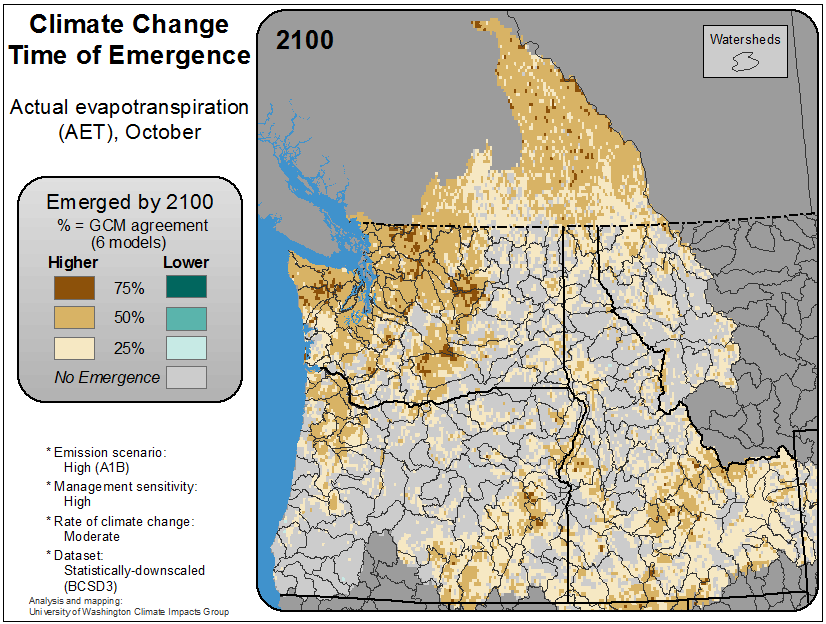 Climate Change
Time of Emergence
Actual evapotranspiration
(AET), October
Emerged by 2100
% = GCM agreement
(6 models)
Higher Lower
75%
50%
25%
No Emergence
* Emission scenario:
High (A1B)
* Management sensitivity:
High
* Rate of climate change:
Moderate
* Dataset:
Statistically-downscaled
(BCSD3)
Analysis and mapping:
University of Washington Climate Impacts Group
2100
Watersheds